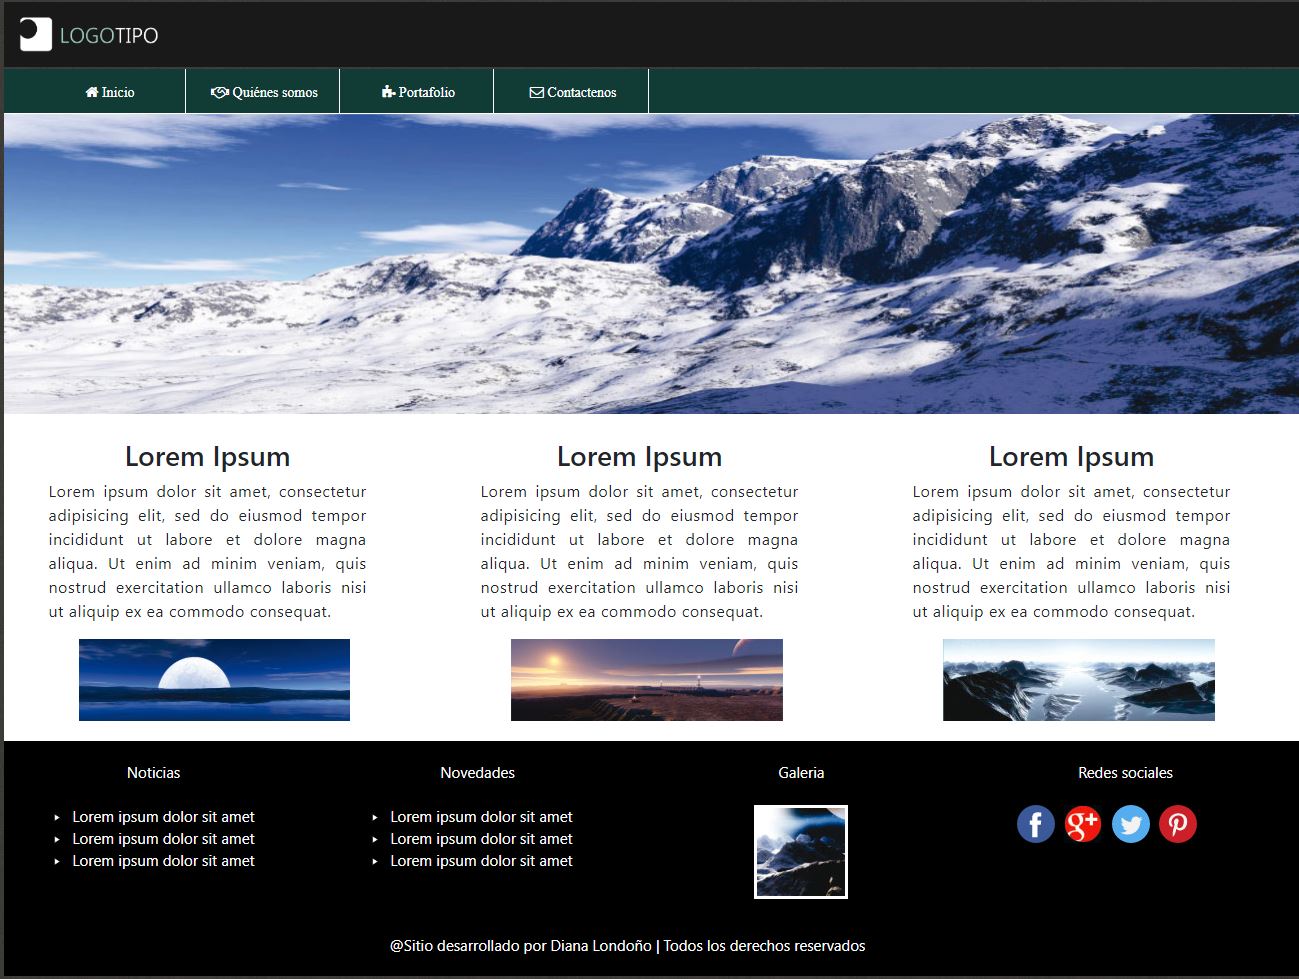 LOGOTIPO
Inicio
Quiénes somos
Portafolio
Contactenos
Lorem Ipsum
Lorem ipsum dolor sit amet, consectetur
adipisicing elit, sed do eiusmod tempor
incididunt ut labore et dolore magna
aliqua. Ut enim ad minim veniam, quis
nostrud exercitation ullamco laboris nisi
ut aliquip ex ea commodo consequat.
Lorem Ipsum
Lorem ipsum dolor sit amet, consectetur
adipisicing elit, sed do eiusmod tempor
incididunt ut labore et dolore magna
aliqua. Ut enim ad minim veniam, quis
nostrud exercitation ullamco laboris nisi
ut aliquip ex ea commodo consequat.
Lorem Ipsum
Lorem ipsum dolor sit amet, consectetur
adipisicing elit, sed do eiusmod tempor
incididunt ut labore et dolore magna
aliqua. Ut enim ad minim veniam, quis
nostrud exercitation ullamco laboris nisi
ut aliquip ex ea commodo consequat.
Noticias
Lorem ipsum dolor sit amet
Lorem ipsum dolor sit amet
Lorem ipsum dolor sit amet
Novedades
Lorem ipsum dolor sit amet
Lorem ipsum dolor sit amet
Lorem ipsum dolor sit amet
Galeria
Redes sociales
@Sitio desarrollado por Diana Londoño | Todos los derechos reservados